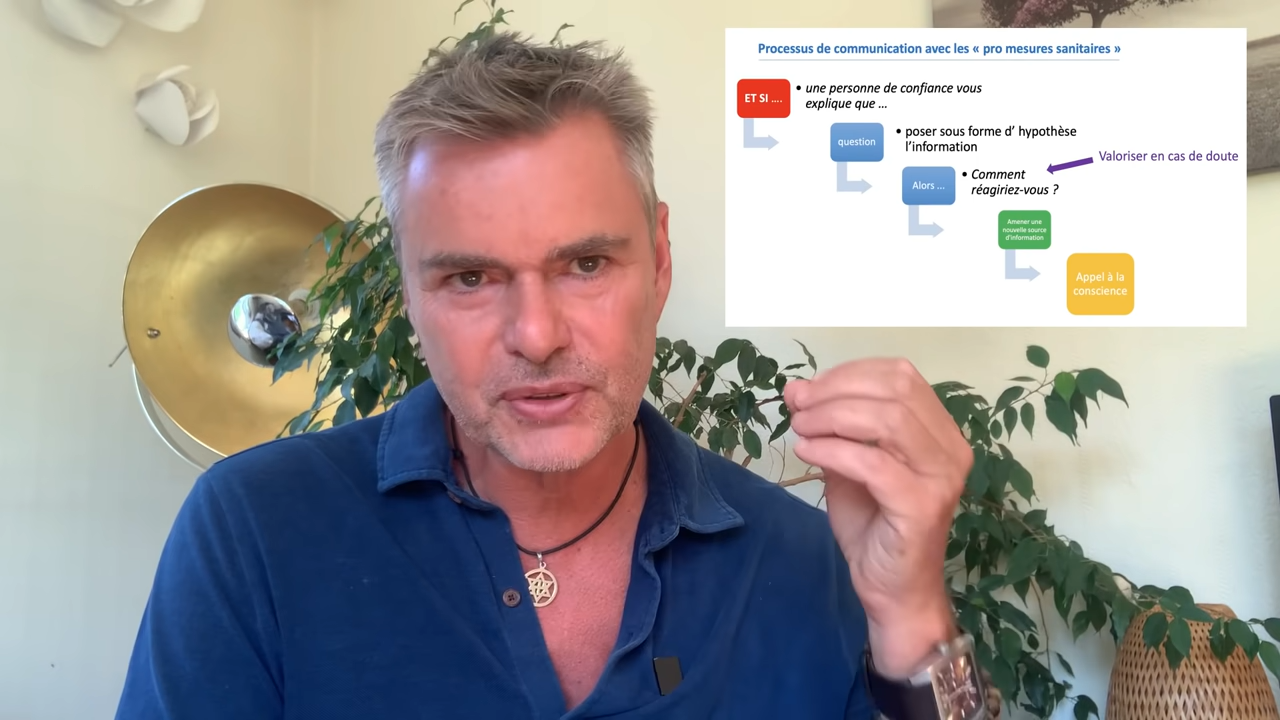 Processus de communication avec les « pro mesures sanitaires »
ET SI ....
• une personne de confiance vous
explique que ...
question
• poser sous forme d’ hypothèse
l’information
Valoriser en cas de doute
Alors ...
• Comment
réagiriez-vous ?
Amener une
nouvelle source
d’information
Appel à la
conscience